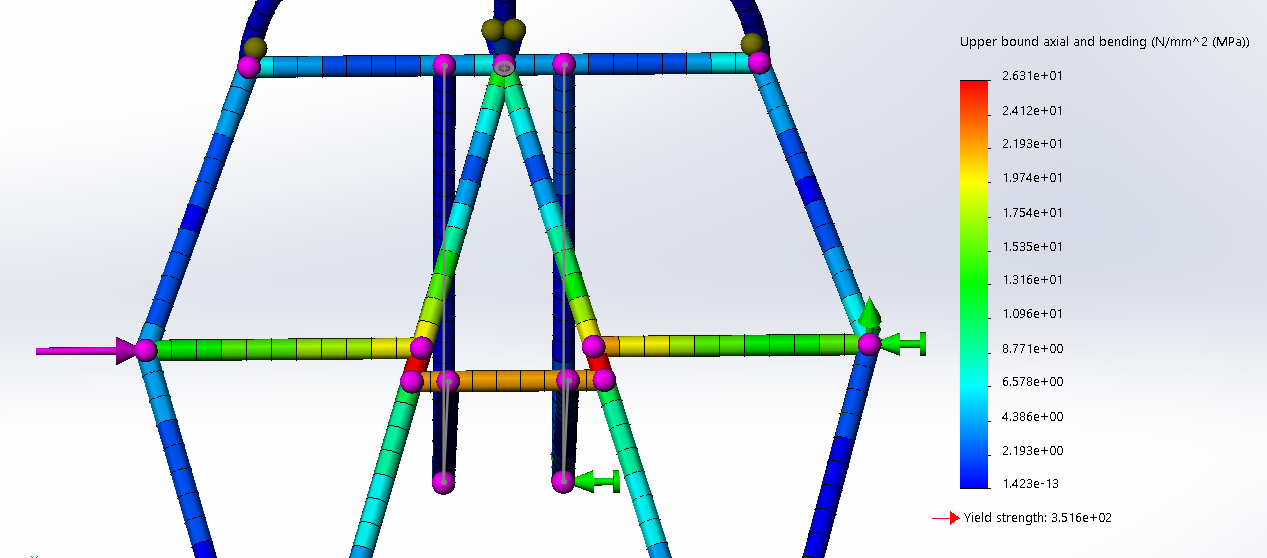 Upper bound axial and bending (N/mm^2 (MPa))
2.631e+01
2.412e+01
2.193e+01
1.974e+01
1.754e+01
1.535e+01
1.316e+01
1.096e+01
8.771e+00
6.578e+00
4.386e+00
2.193e+00
1.423e-13
Yield strength: 3.516e+02